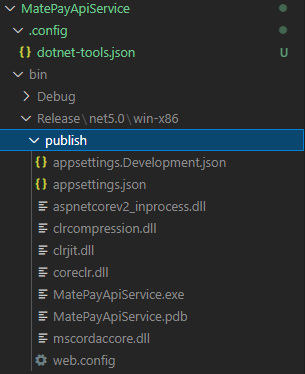 MatePayApiService
.config
dotnet-tools.json U
bin
Debug
Release\net5.0\win-x86
publish
appsettings.Development.json
appsettings.json
aspnetcorev2_inprocess.dll
clrcompression.dll
clrjit.dll
coreclr.dll
MatePayApiService.exe
MatePayApiService.pdb
mscordaccore.dll
web.config